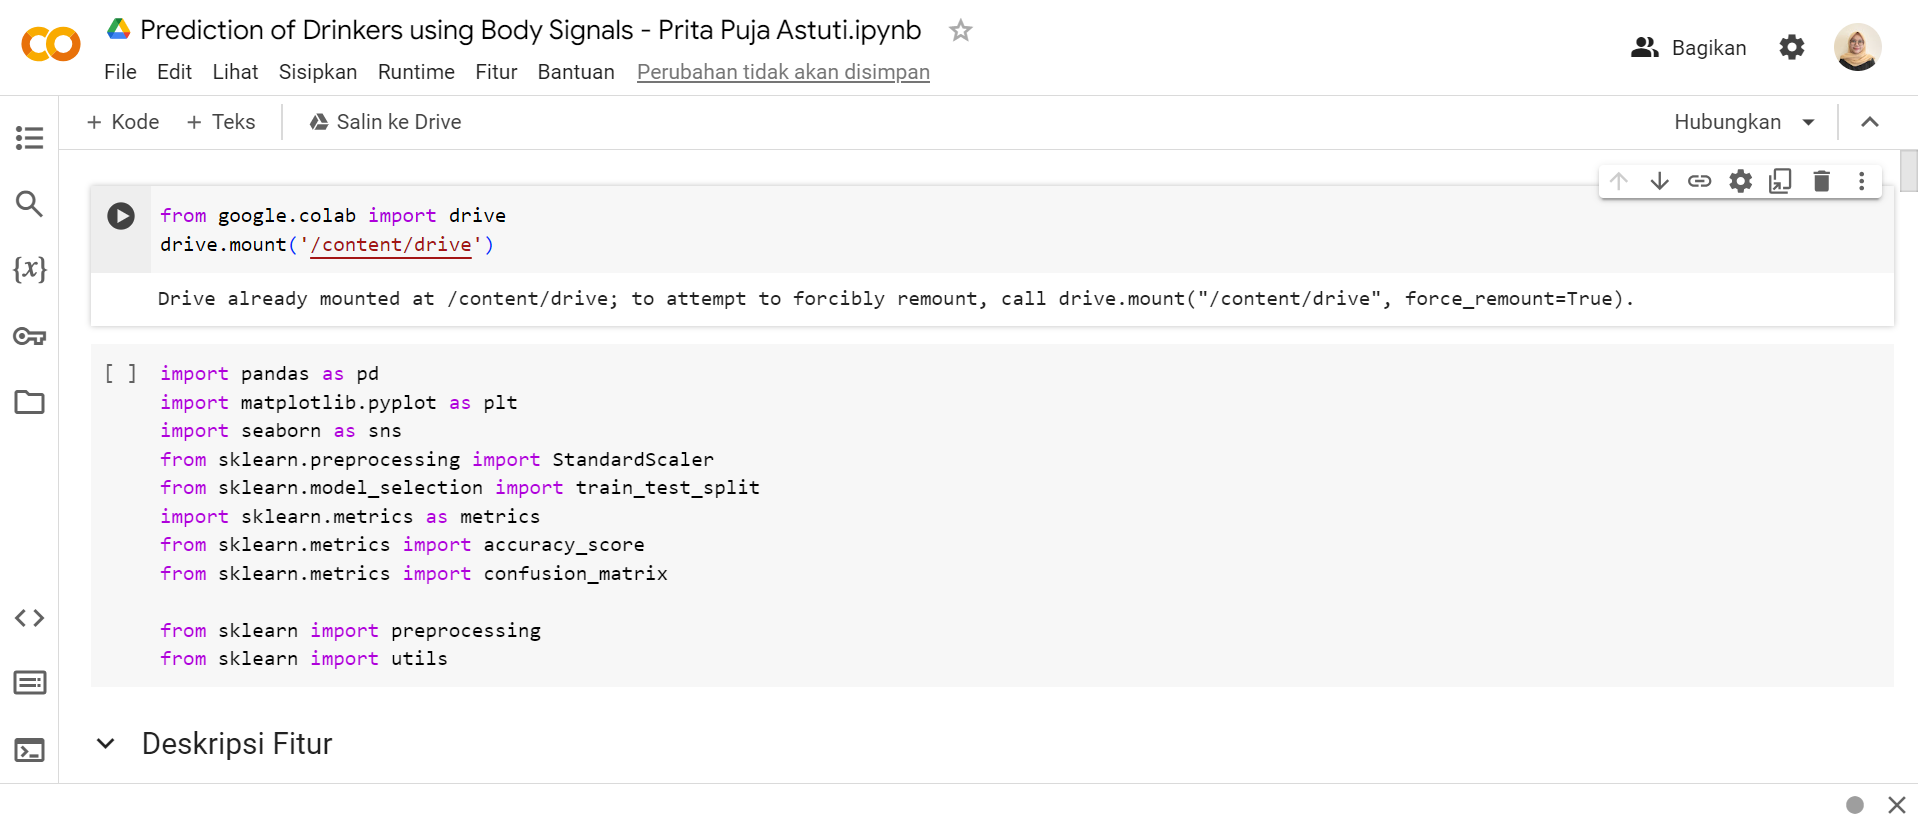 Prediction of Drinkers using Body Signals - Prita Puja Astuti.ipynb
File Edit Lihat Sisipkan Runtime Fitur Bantuan Perubahan tidak akan disimpan
Bagikan
+ Kode + Teks Salin ke Drive
Hubungkan
from google.colab import drive
drive.mount('/content/drive')
Drive already mounted at /content/drive; to attempt to forcibly remount, call drive.mount("/content/drive", force_remount=True).
[ ] import pandas as pd
import matplotlib.pyplot as plt
import seaborn as sns
from sklearn.preprocessing import StandardScaler
from sklearn.model_selection import train_test_split
import sklearn.metrics as metrics
from sklearn.metrics import accuracy_score
from sklearn.metrics import confusion_matrix
from sklearn import preprocessing
from sklearn import utils
Deskripsi Fitur